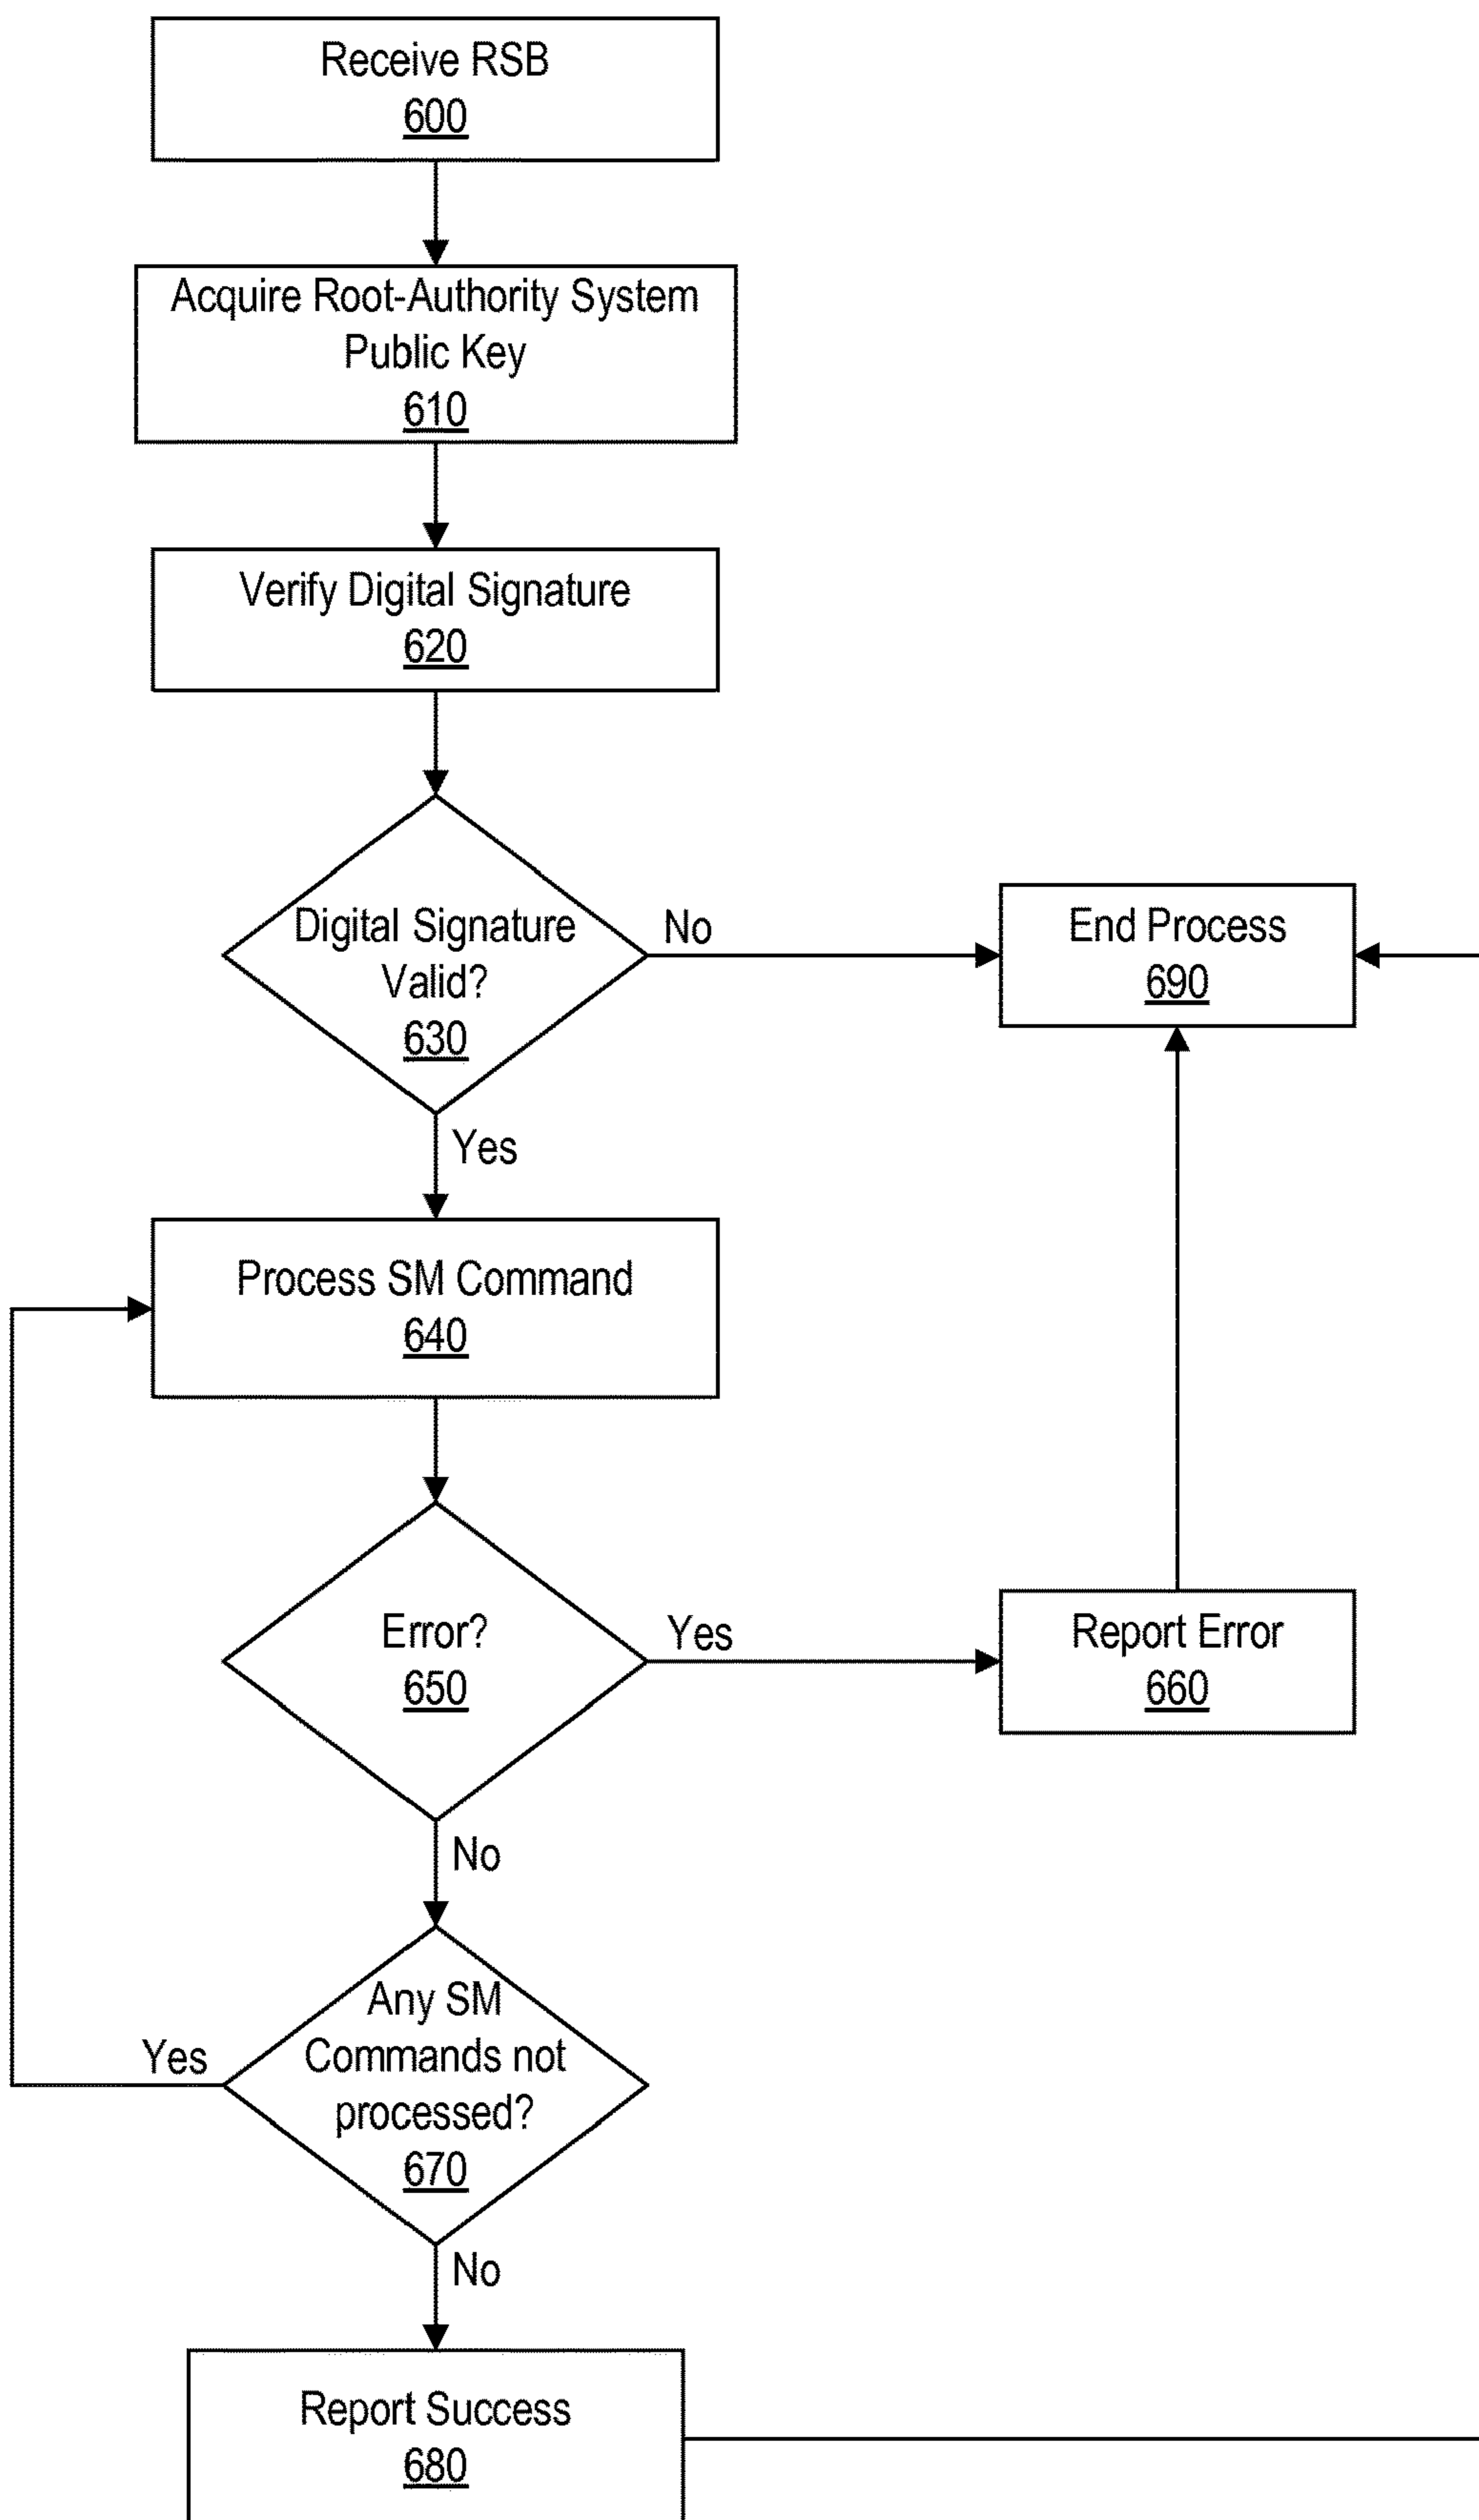 Receive RSB
600
Acquire Root-Authority System
Public Key
610
Verify Digital Signature
620
Digital Signature
Valid?
630
No
End Process
690
Yes
Process SM Command
640
Error?
650
Yes
Report Error
660
No
Any SM
Commands not
processed?
670
Yes
No
Report Success
680